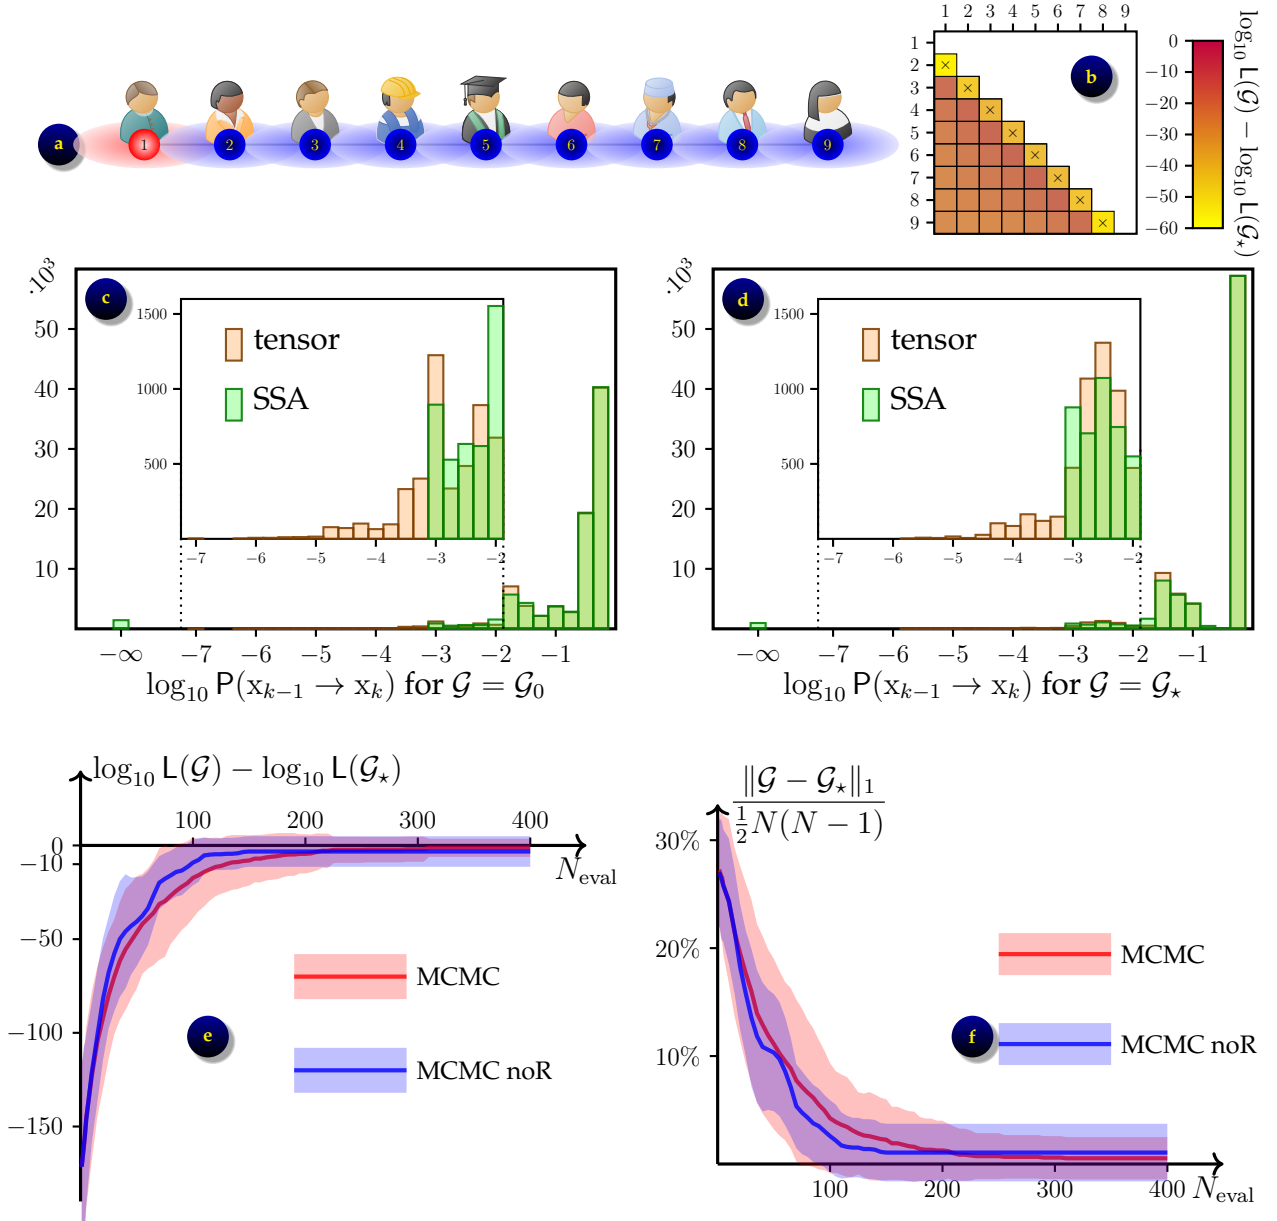 a
1 2 3 4 5 6 7 8 9
b
1 2 3 4 5 6 7 8 9
1
2
3
4
5
6
7
8
9
0
−10
−20
−30
−40
−50
−60
log₁₀ L(𝒢) − log₁₀ L(𝒢⋆)
c
·10³
50
40
30
20
10
1500
1000
500
tensor
SSA
−7 −6 −5 −4 −3 −2
−∞ −7 −6 −5 −4 −3 −2 −1
log₁₀ P(xₖ₋₁ → xₖ) for 𝒢 = 𝒢₀
d
·10³
50
40
30
20
10
1500
1000
500
tensor
SSA
−7 −6 −5 −4 −3 −2
−∞ −7 −6 −5 −4 −3 −2 −1
log₁₀ P(xₖ₋₁ → xₖ) for 𝒢 = 𝒢⋆
log₁₀ L(𝒢) − log₁₀ L(𝒢⋆)
100 200 300 400
N_eval
0
−10
−50
−100
−150
MCMC
e
MCMC noR
‖𝒢 − 𝒢⋆‖₁
½N(N − 1)
30%
20%
10%
MCMC
f
MCMC noR
100 200 300 400
N_eval